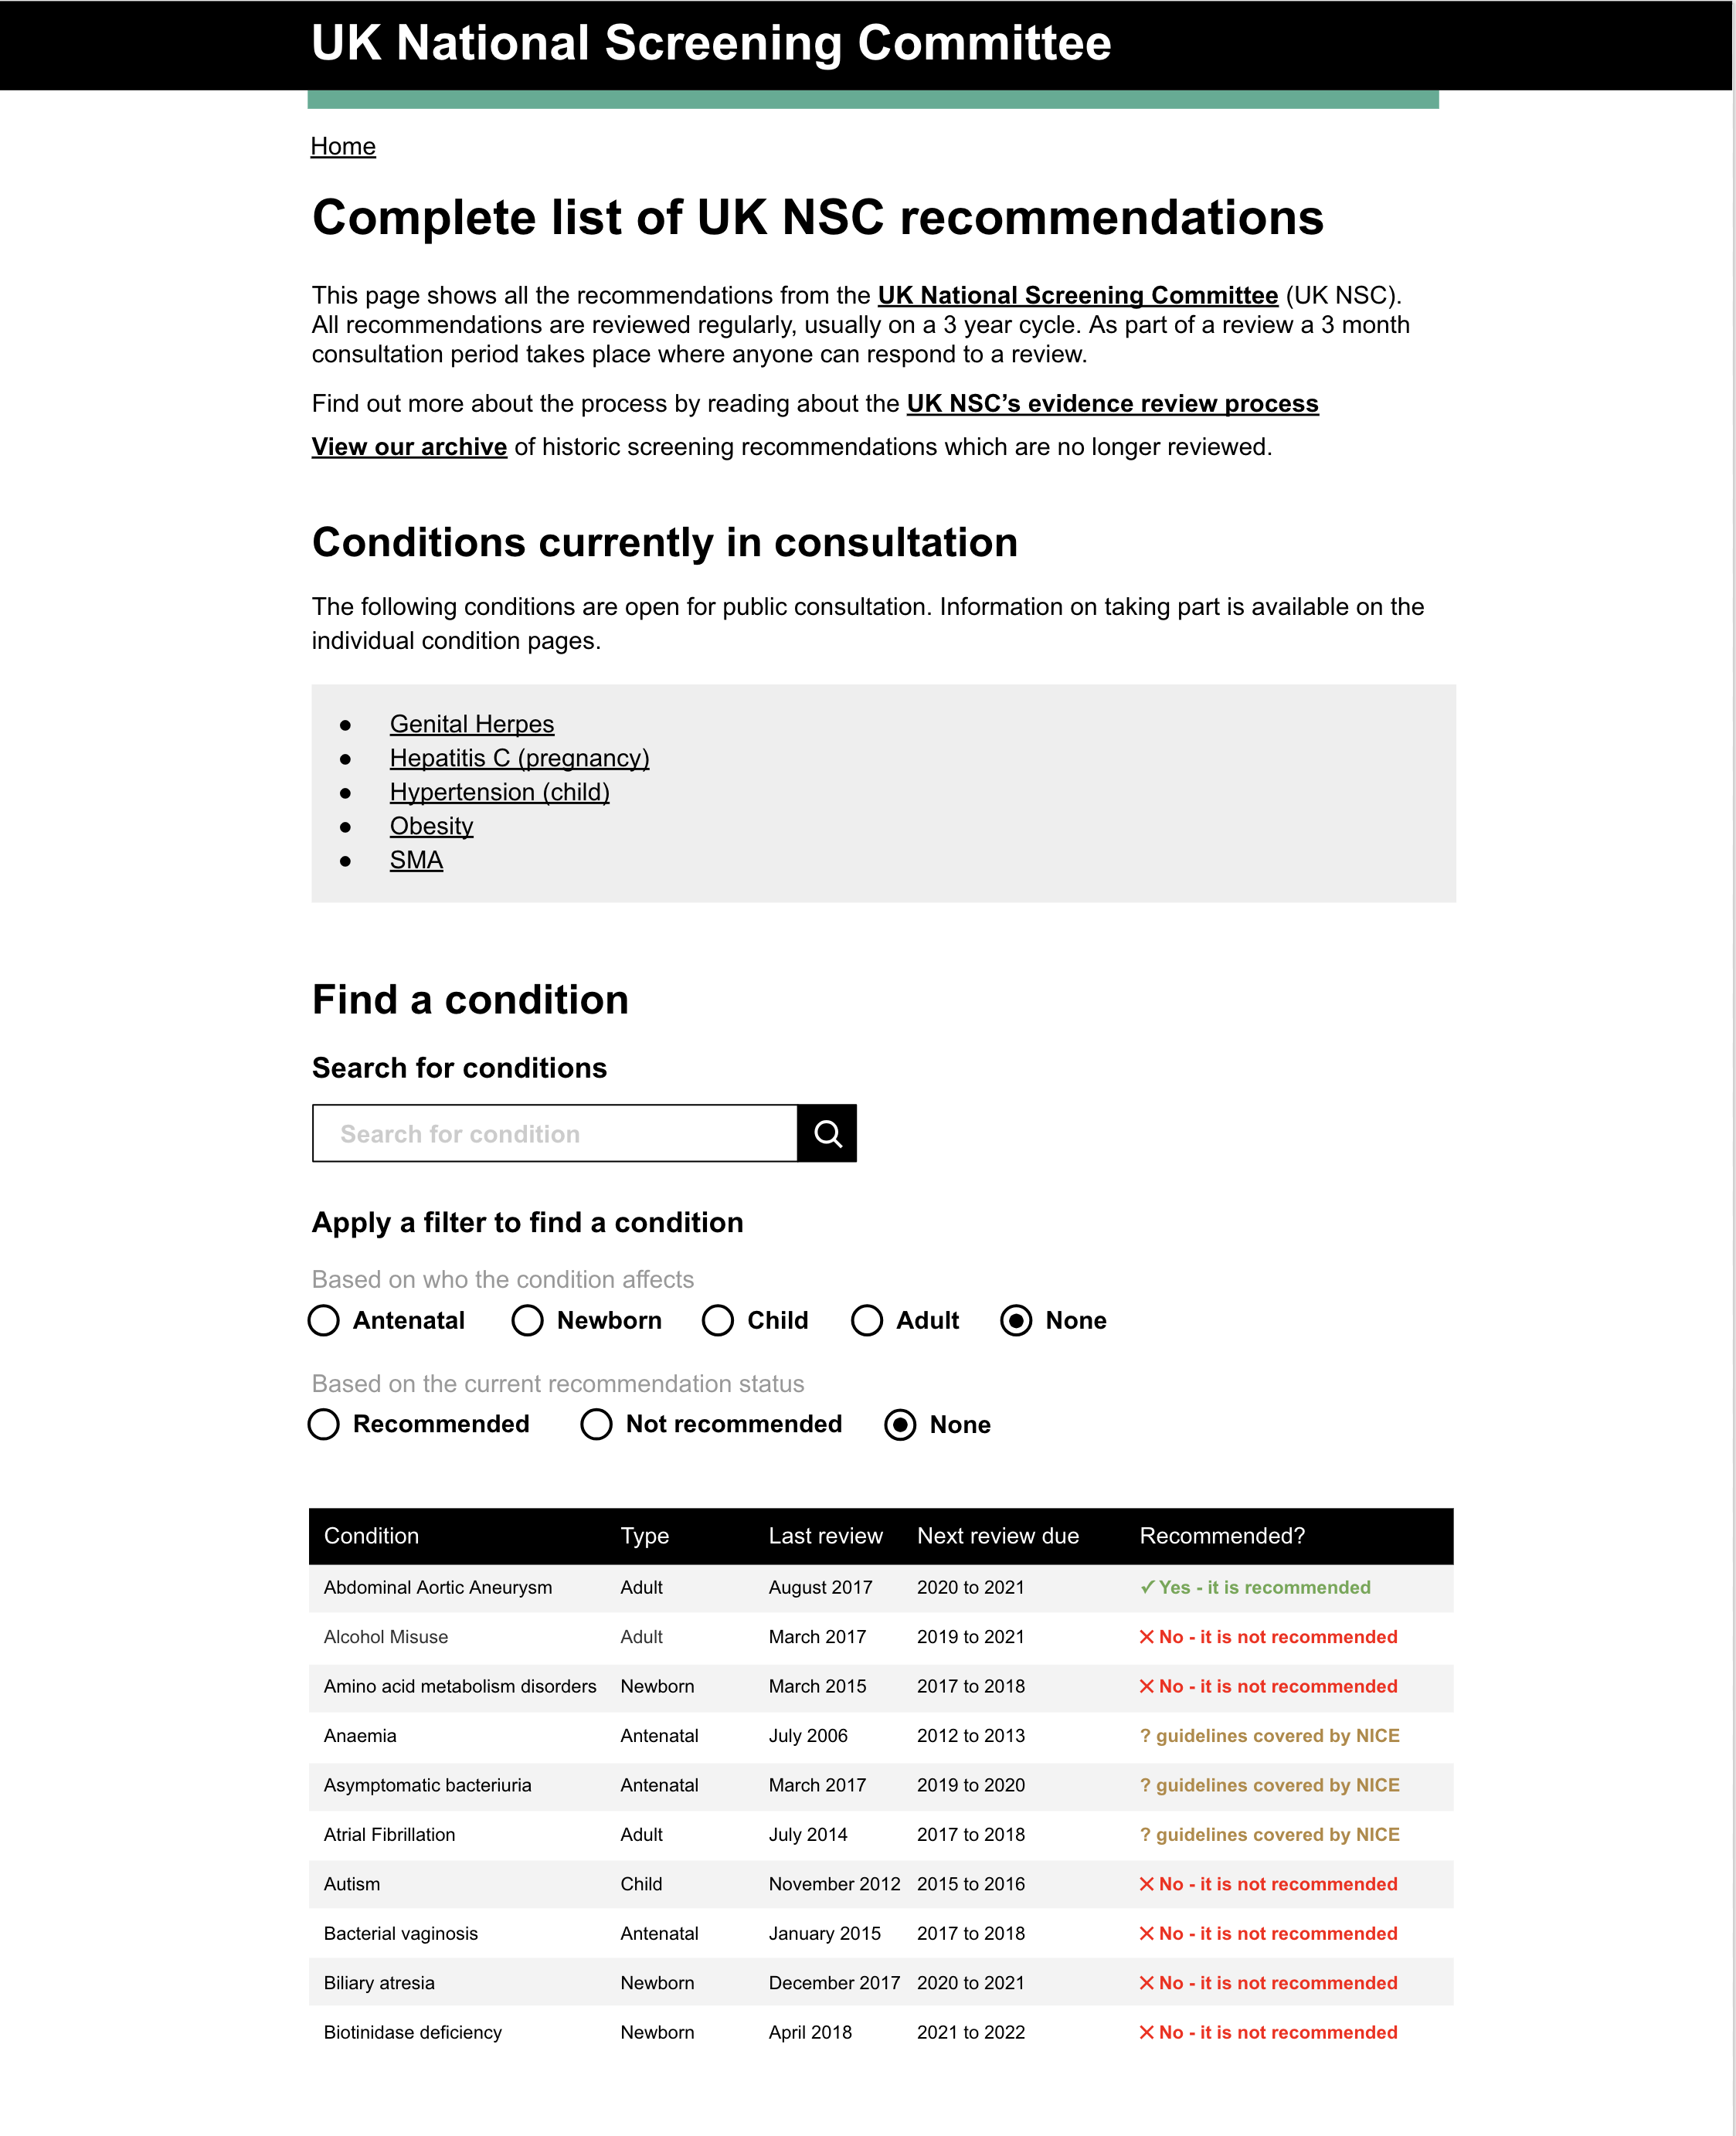 UK National Screening Committee
Home
Complete list of UK NSC recommendations
This page shows all the recommendations from the UK National Screening Committee (UK NSC).
All recommendations are reviewed regularly, usually on a 3 year cycle. As part of a review a 3 month
consultation period takes place where anyone can respond to a review.
Find out more about the process by reading about the UK NSC’s evidence review process
View our archive of historic screening recommendations which are no longer reviewed.
Conditions currently in consultation
The following conditions are open for public consultation. Information on taking part is available on the
individual condition pages.
● Genital Herpes
● Hepatitis C (pregnancy)
● Hypertension (child)
● Obesity
● SMA
Find a condition
Search for conditions
Search for condition
Apply a filter to find a condition
Based on who the condition affects
Antenatal Newborn Child Adult None
Based on the current recommendation status
Recommended Not recommended None
Condition Type Last review Next review due Recommended?
Abdominal Aortic Aneurysm Adult August 2017 2020 to 2021 ✓ Yes - it is recommended
Alcohol Misuse Adult March 2017 2019 to 2021 ✕ No - it is not recommended
Amino acid metabolism disorders Newborn March 2015 2017 to 2018 ✕ No - it is not recommended
Anaemia Antenatal July 2006 2012 to 2013 ? guidelines covered by NICE
Asymptomatic bacteriuria Antenatal March 2017 2019 to 2020 ? guidelines covered by NICE
Atrial Fibrillation Adult July 2014 2017 to 2018 ? guidelines covered by NICE
Autism Child November 2012 2015 to 2016 ✕ No - it is not recommended
Bacterial vaginosis Antenatal January 2015 2017 to 2018 ✕ No - it is not recommended
Biliary atresia Newborn December 2017 2020 to 2021 ✕ No - it is not recommended
Biotinidase deficiency Newborn April 2018 2021 to 2022 ✕ No - it is not recommended